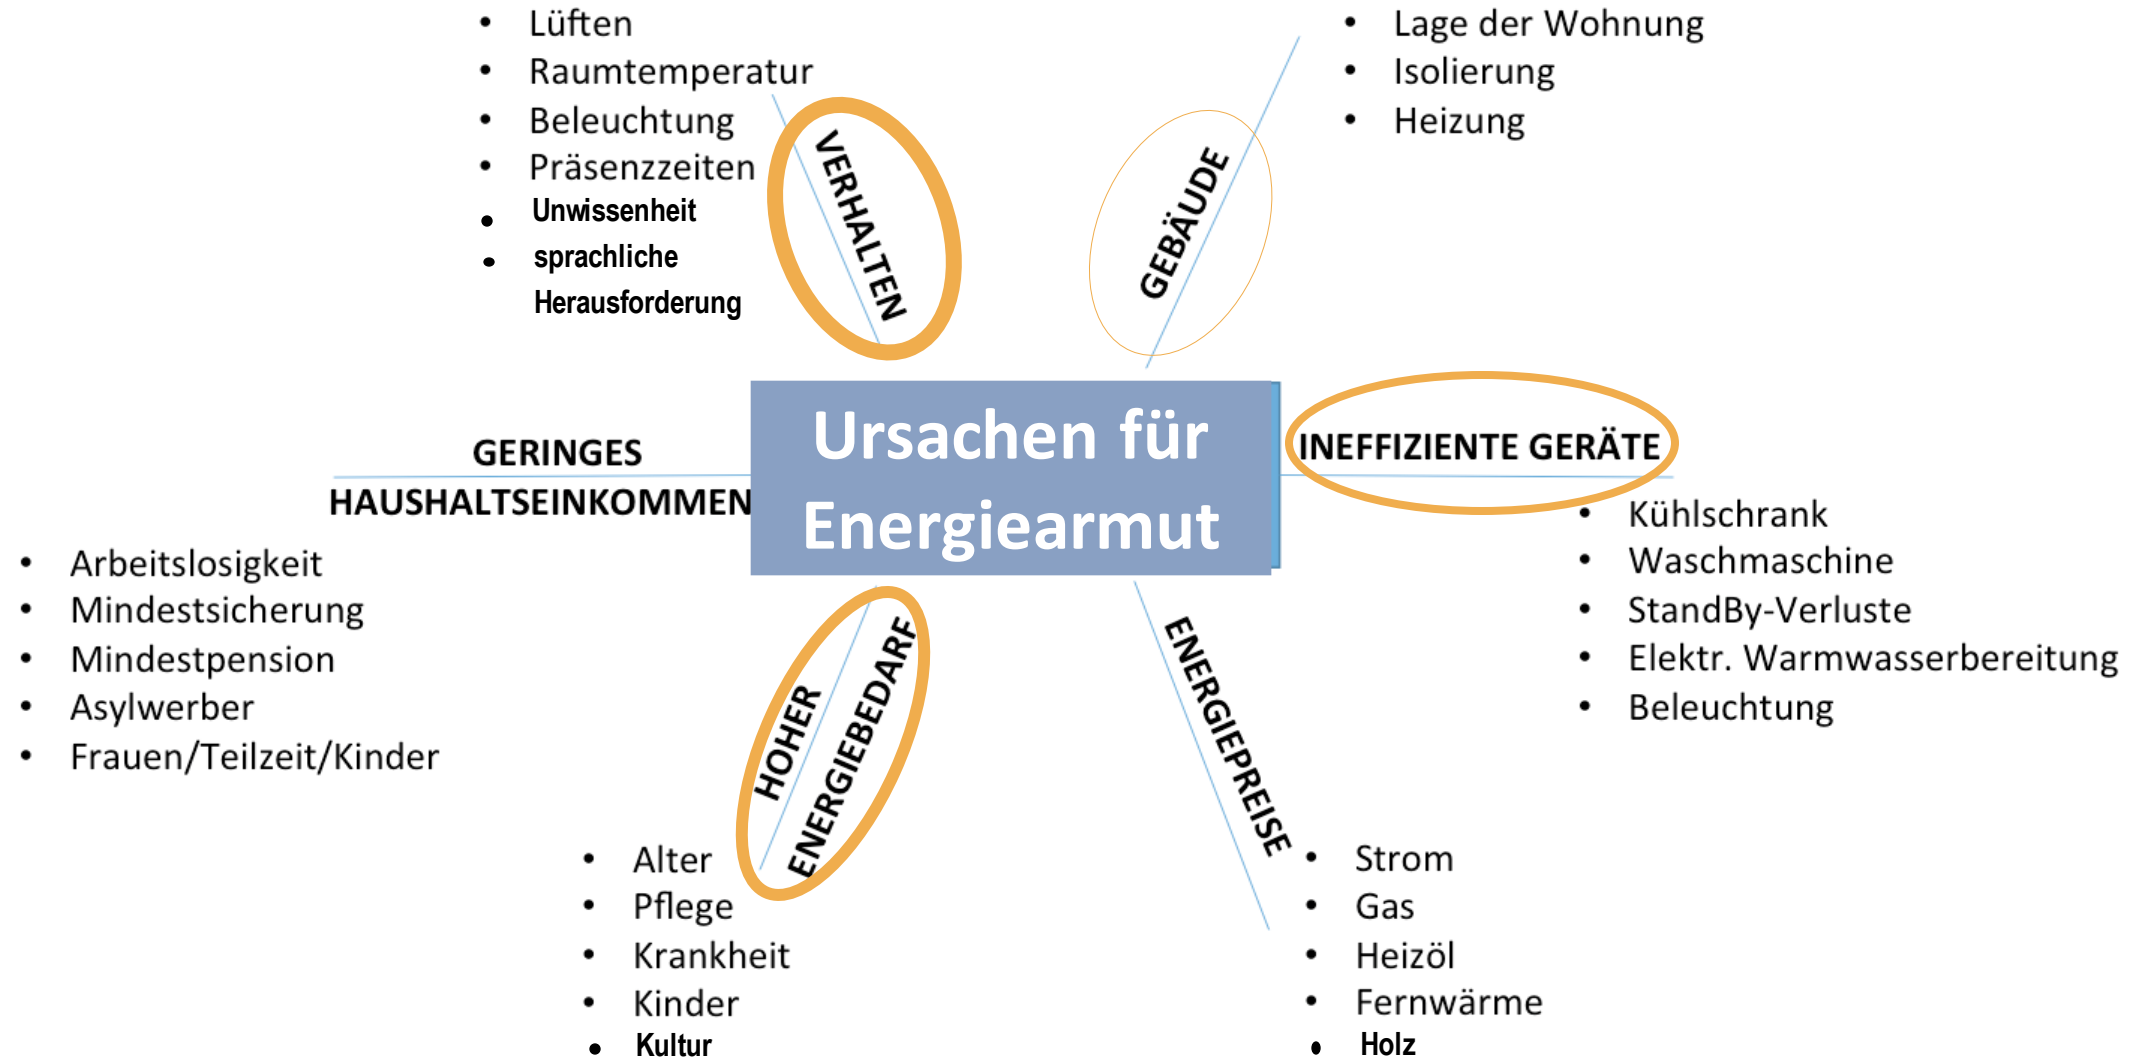 Lüften
Raumtemperatur
Beleuchtung
Präsenzzeiten
Unwissenheit
sprachliche
Herausforderung
VERHALTEN
Lage der Wohnung
Isolierung
Heizung
GEBÄUDE
Ursachen für
Energiearmut
GERINGES
HAUSHALTSEINKOMMEN
Arbeitslosigkeit
Mindestsicherung
Mindestpension
Asylwerber
Frauen/Teilzeit/Kinder
INEFFIZIENTE GERÄTE
Kühlschrank
Waschmaschine
StandBy-Verluste
Elektr. Warmwasserbereitung
Beleuchtung
HOHER
ENERGIEBEDARF
Alter
Pflege
Krankheit
Kinder
Kultur
ENERGIEPREISE
Strom
Gas
Heizöl
Fernwärme
Holz